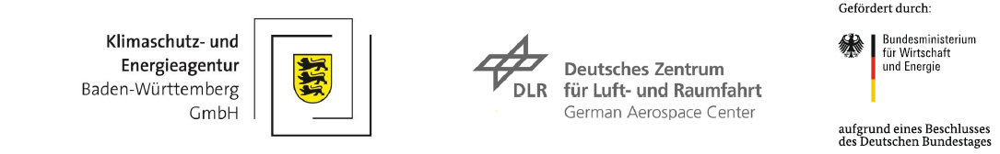 Klimaschutz- und
Energieagentur
Baden-Württemberg
GmbH
DLR
Deutsches Zentrum
für Luft- und Raumfahrt
German Aerospace Center
Gefördert durch:
Bundesministerium
für Wirtschaft
und Energie
aufgrund eines Beschlusses
des Deutschen Bundestages